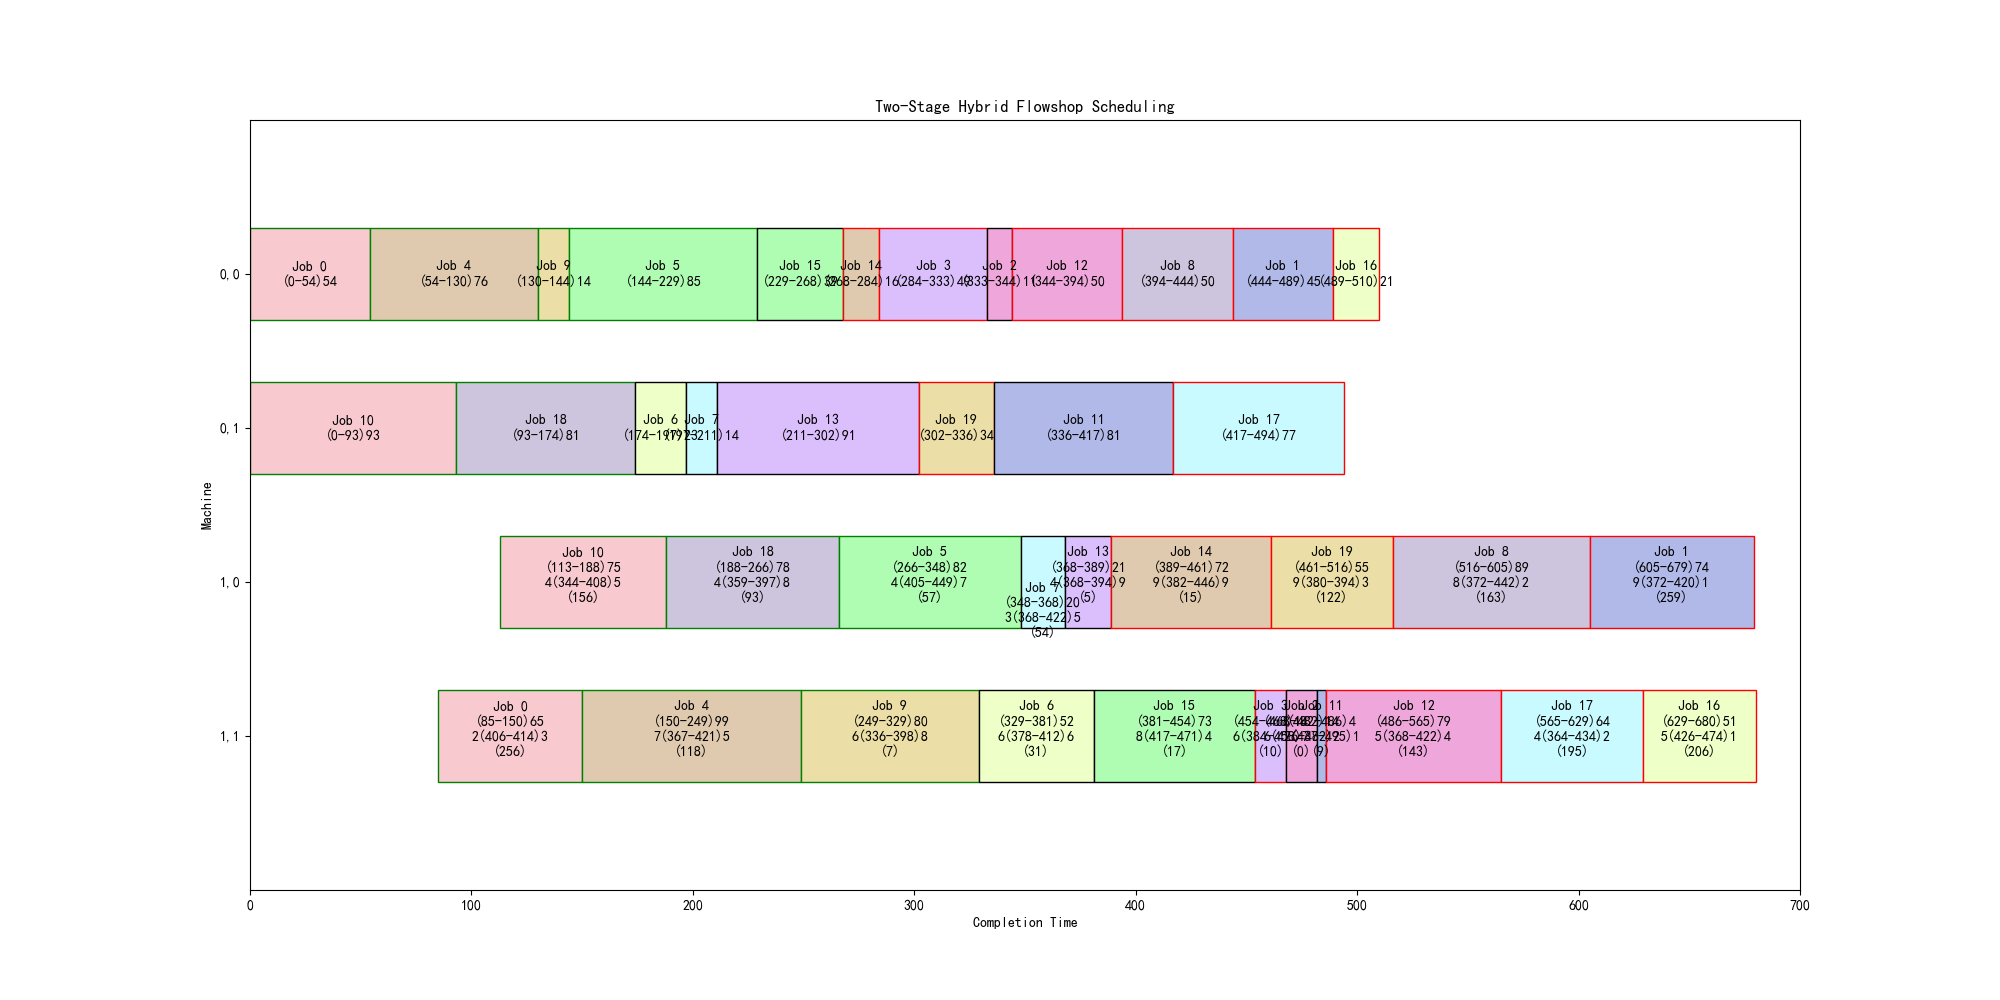 Two-Stage Hybrid Flowshop Scheduling
0,0
Job 0
(0-54)54
Job 4
(54-130)76
Job 9
(130-144)14
Job 5
(144-229)85
Job 15
(229-268)39
Job 14
(268-284)16
Job 3
(284-333)49
Job 2
(333-344)11
Job 12
(344-394)50
Job 8
(394-444)50
Job 1
(444-489)45
Job 16
(489-510)21
0,1
Job 10
(0-93)93
Job 18
(93-174)81
Job 6
(174-197)23
Job 7
(197-211)14
Job 13
(211-302)91
Job 19
(302-336)34
Job 11
(336-417)81
Job 17
(417-494)77
Machine
1,0
Job 10
(113-188)75
4(344-408)5
(156)
Job 18
(188-266)78
4(359-397)8
(93)
Job 5
(266-348)82
4(405-449)7
(57)
Job 7
(348-368)20
3(368-422)5
(54)
Job 13
(368-389)21
4(368-394)9
(5)
Job 14
(389-461)72
9(382-446)9
(15)
Job 19
(461-516)55
9(380-394)3
(122)
Job 8
(516-605)89
8(372-442)2
(163)
Job 1
(605-679)74
9(372-420)1
(259)
1,1
Job 0
(85-150)65
2(406-414)3
(256)
Job 4
(150-249)99
7(367-421)5
(118)
Job 9
(249-329)80
6(336-398)8
(7)
Job 6
(329-381)52
6(378-412)6
(31)
Job 15
(381-454)73
8(417-471)4
(17)
Job 3
(10)
Job 2
(0)
Job 11
(9)
Job 12
(486-565)79
5(368-422)4
(143)
Job 17
(565-629)64
4(364-434)2
(195)
Job 16
(629-680)51
5(426-474)1
(206)
0
100
200
300
400
500
600
700
Completion Time